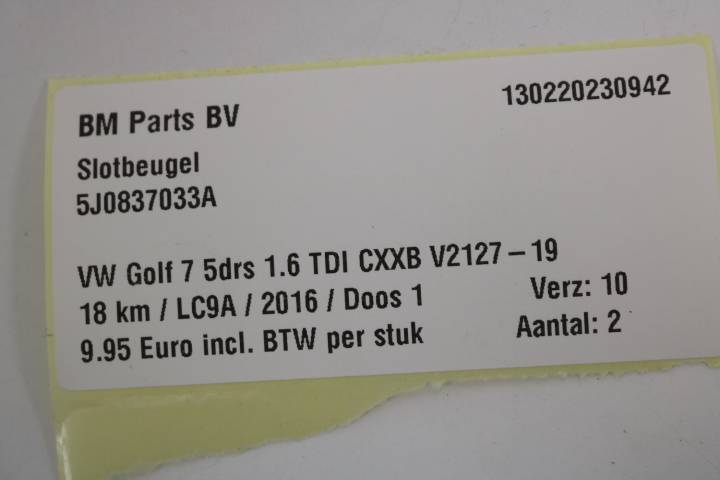 BM Parts BV 130220230942
Slotbeugel
5J0837033A
VW Golf 7 5drs 1.6 TDI CXXB V2127-19
18 km / LC9A / 2016 / Doos 1 Verz: 10
9.95 Euro incl. BTW per stuk Aantal: 2